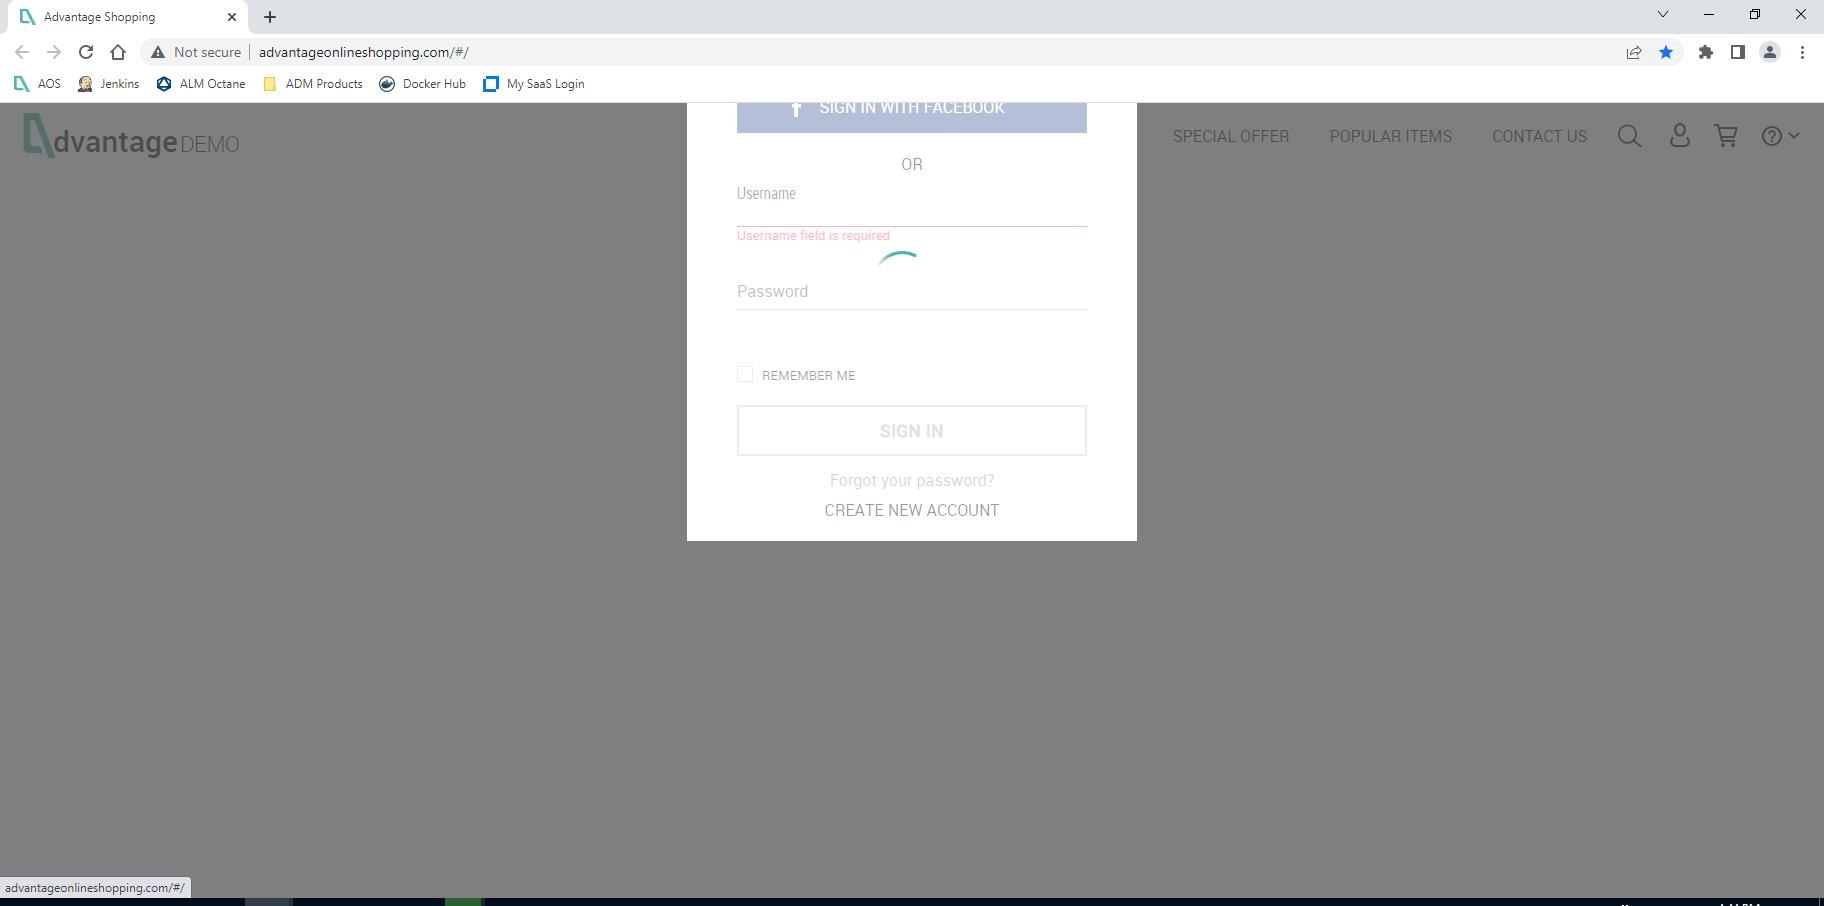 Advantage Shopping
Not secure advantageonlineshopping.com/#/
AOS Jenkins ALM Octane ADM Products Docker Hub My SaaS Login
dvantage DEMO SPECIAL OFFER POPULAR ITEMS CONTACT US
SIGN IN WITH FACEBOOK
OR
Username
Username field is required
Password
REMEMBER ME
SIGN IN
Forgot your password?
CREATE NEW ACCOUNT
advantageonlineshopping.com/#/